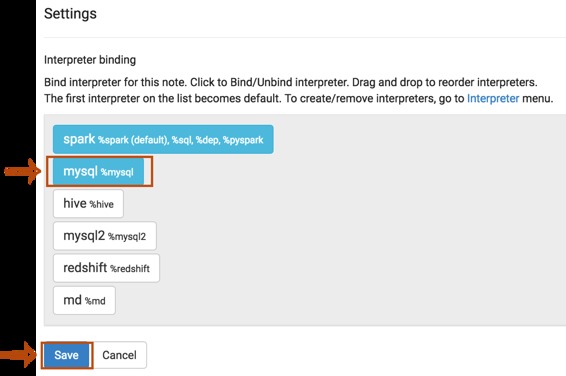 Settings
Interpreter binding
Bind interpreter for this note. Click to Bind/Unbind interpreter. Drag and drop to reorder interpreters.
The first interpreter on the list becomes default. To create/remove interpreters, go to Interpreter menu.
spark %spark (default), %sql, %dep, %pyspark
mysql %mysql
hive %hive
mysql2 %mysql2
redshift %redshift
md %md
Save Cancel